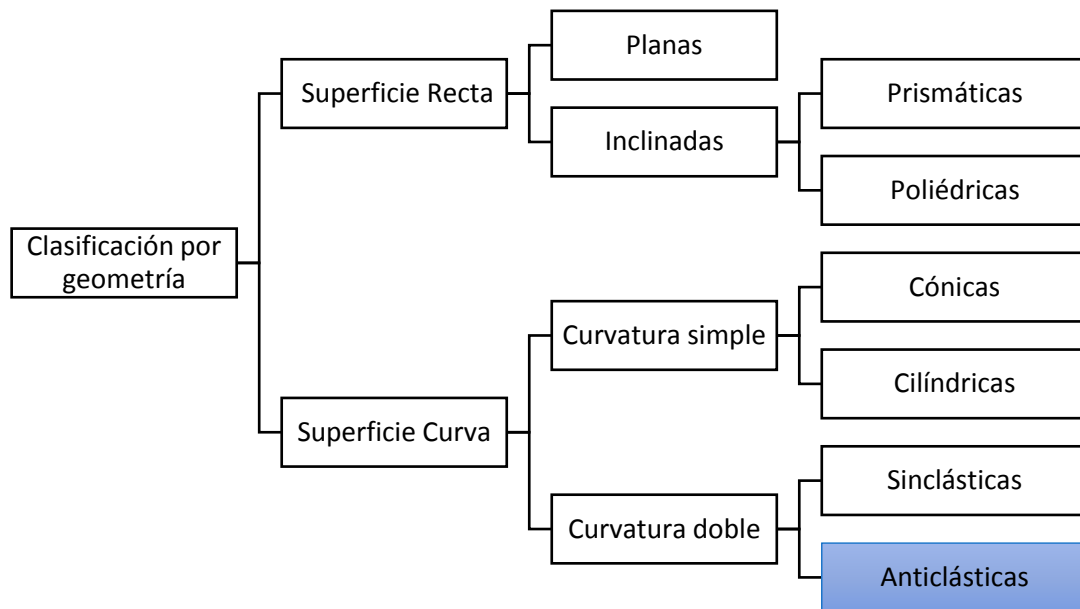 Clasificación por
geometría
Superficie Recta
Planas
Inclinadas
Prismáticas
Poliédricas
Superficie Curva
Curvatura simple
Cónicas
Cilíndricas
Curvatura doble
Sinclásticas
Anticlásticas